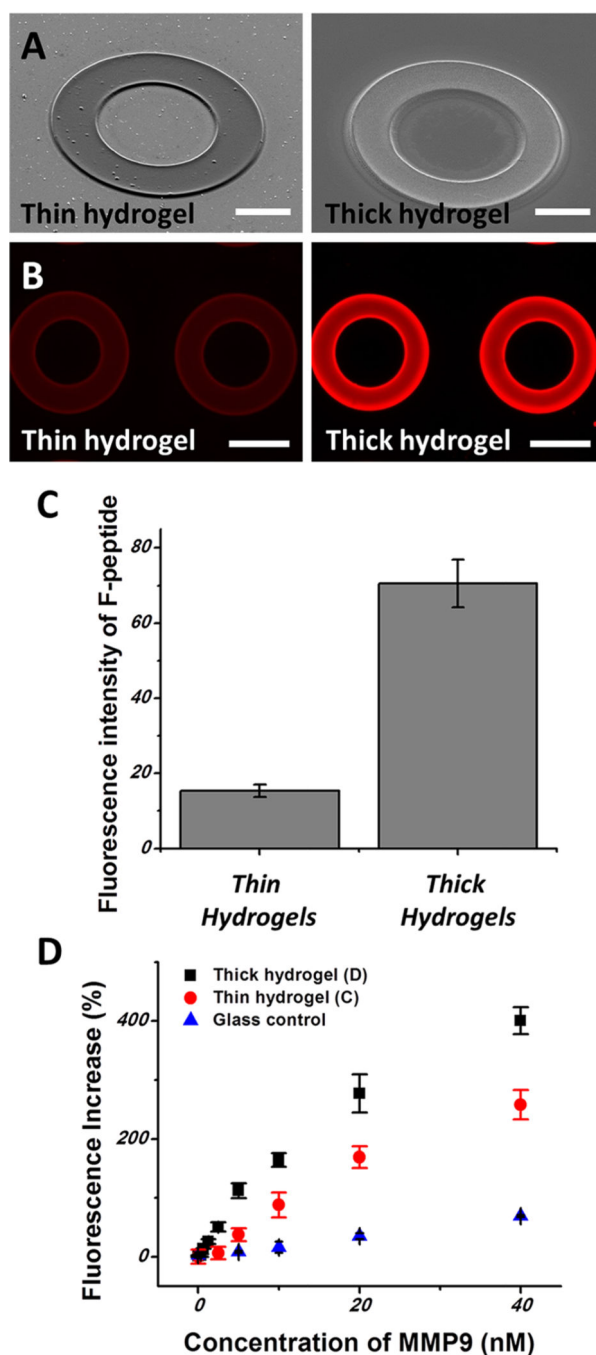 A
Thin hydrogel
Thick hydrogel
B
Thin hydrogel
Thick hydrogel
C
Fluorescence intensity of F-peptide
80
60
40
20
0
Thin
Hydrogels
Thick
Hydrogels
D
Fluorescence Increase (%)
Thick hydrogel (D)
Thin hydrogel (C)
Glass control
400
200
0
0
20
40
Concentration of MMP9 (nM)